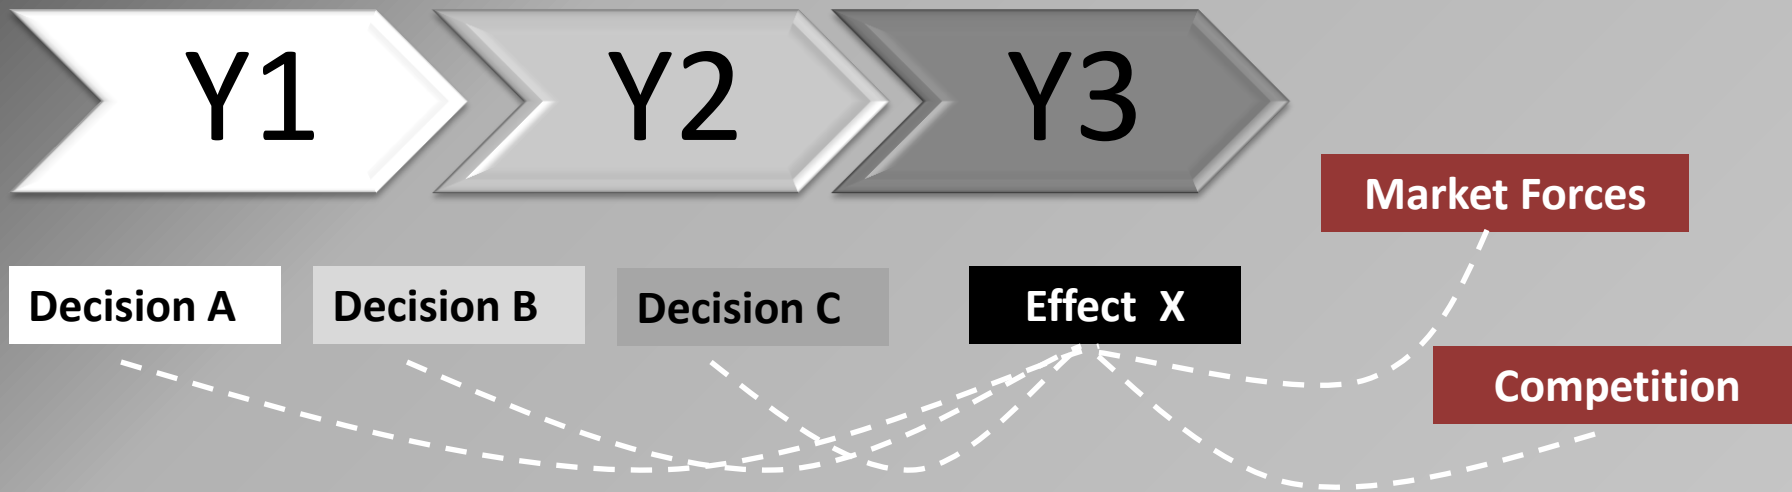 Y1
Y2
Y3
Market Forces
Decision A
Decision B
Decision C
Effect X
Competition